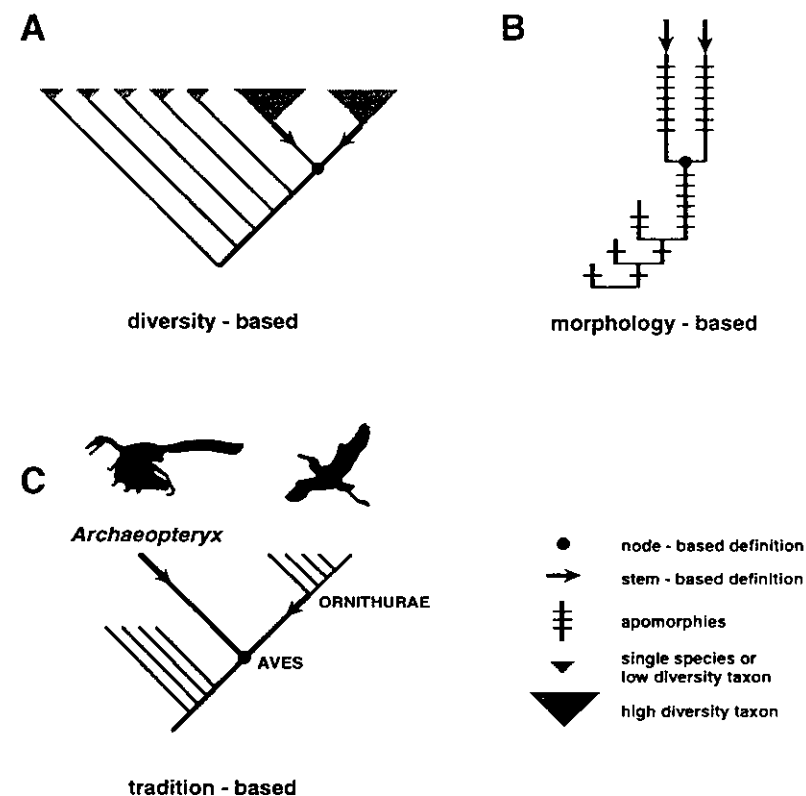 A
B
diversity - based
morphology - based
C
Archaeopteryx
ORNITHURAE
AVES
tradition - based
node - based definition
stem - based definition
apomorphies
single species or
low diversity taxon
high diversity taxon